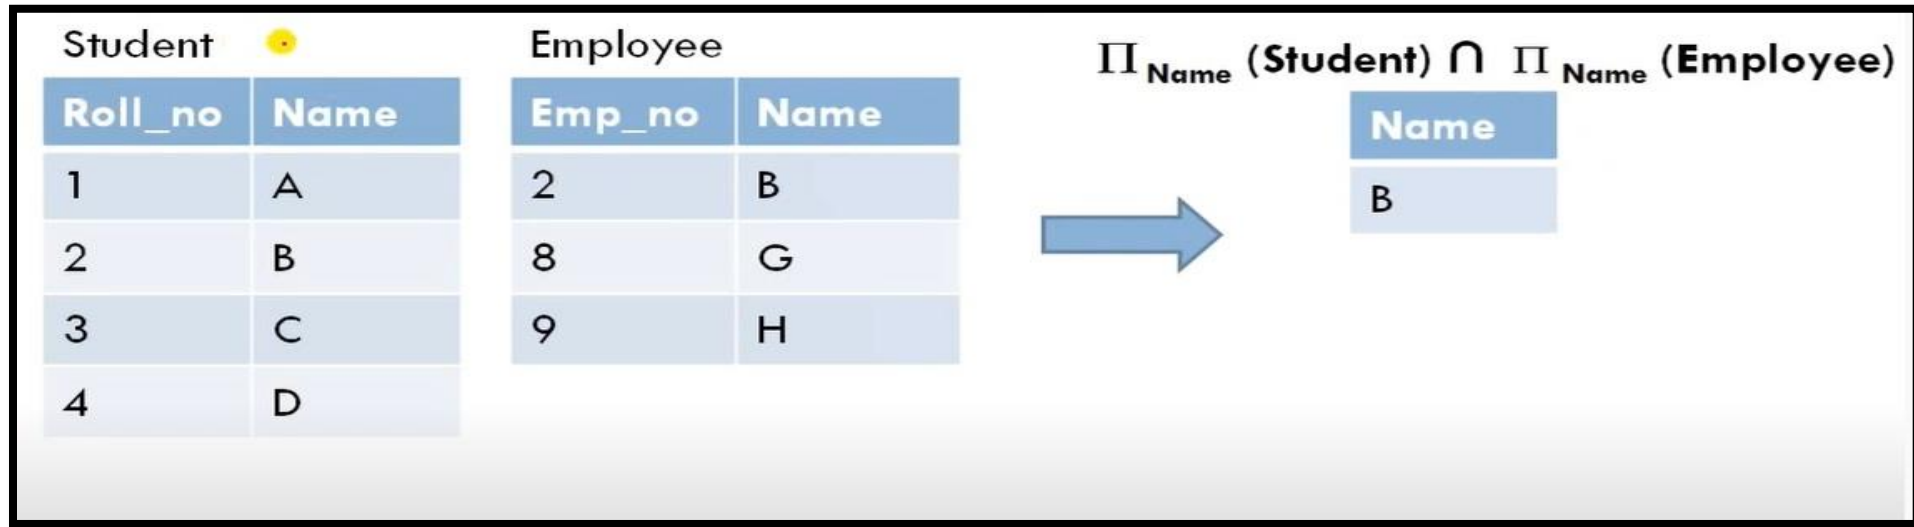 Student
Roll_no Name
1 A
2 B
3 C
4 D
Employee
Emp_no Name
2 B
8 G
9 H
Π Name (Student) ∩ Π Name (Employee)
Name
B